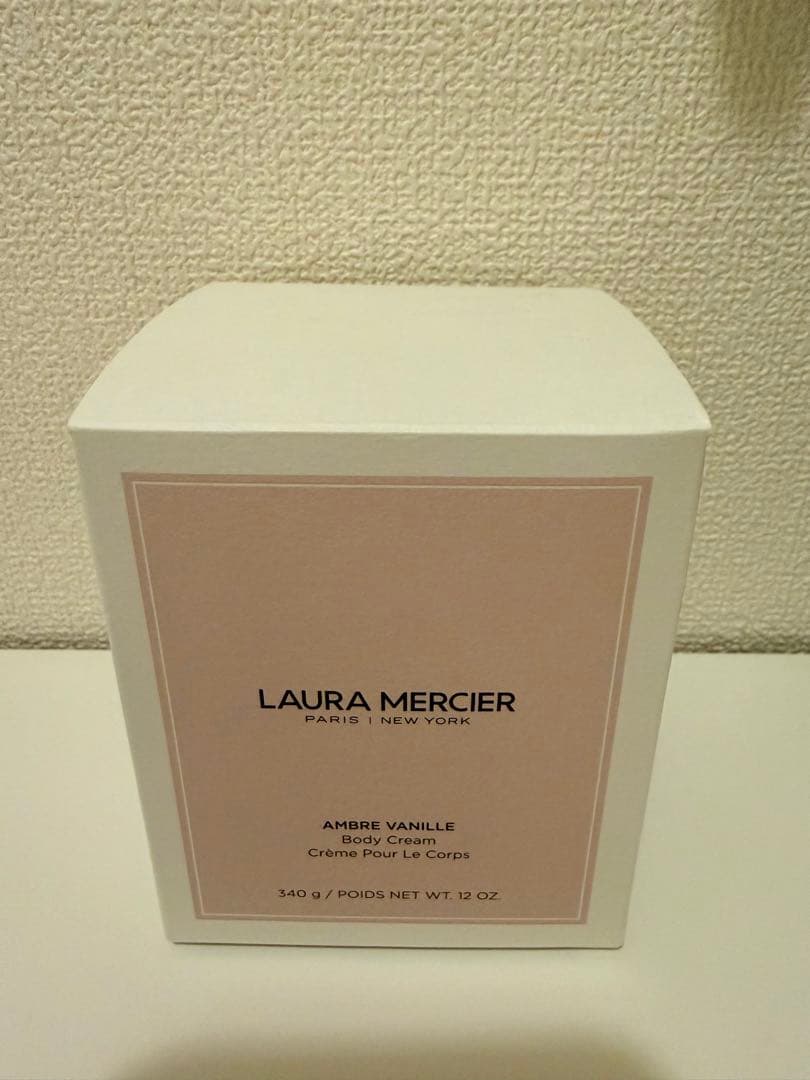 LAURA MERCIER
PARIS | NEW YORK
AMBRE VANILLE
Body Cream
Crème Pour Le Corps
340 g / POIDS NET WT. 12 OZ.